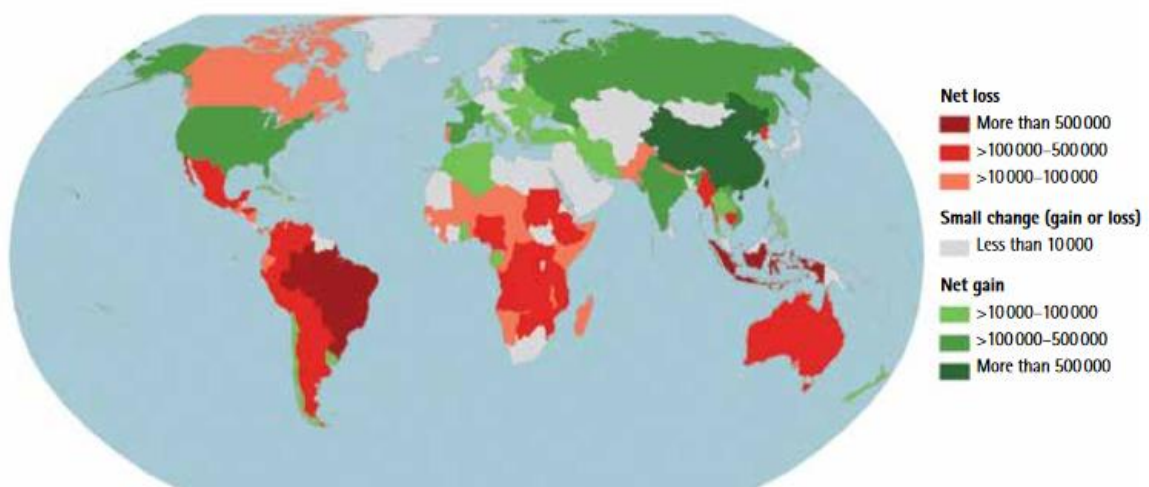 Net loss
More than 500 000
>100 000–500 000
>10 000–100 000
Small change (gain or loss)
Less than 10 000
Net gain
>10 000–100 000
>100 000–500 000
More than 500 000